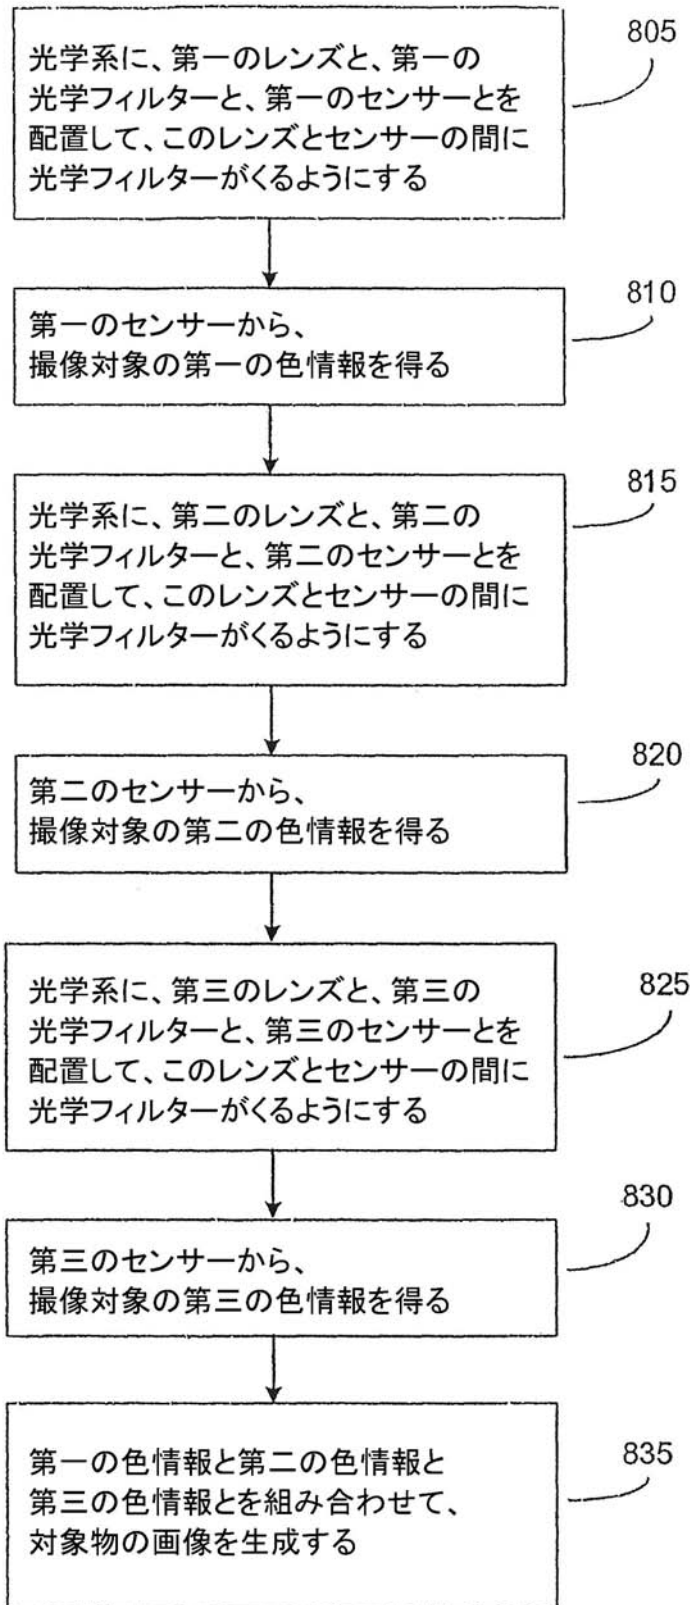 光学系に、第一のレンズと、第一の
光学フィルターと、第一のセンサーとを
配置して、このレンズとセンサーの間に
光学フィルターがくるようにする
805
第一のセンサーから、
撮像対象の第一の色情報を得る
810
光学系に、第二のレンズと、第二の
光学フィルターと、第二のセンサーとを
配置して、このレンズとセンサーの間に
光学フィルターがくるようにする
815
第二のセンサーから、
撮像対象の第二の色情報を得る
820
光学系に、第三のレンズと、第三の
光学フィルターと、第三のセンサーとを
配置して、このレンズとセンサーの間に
光学フィルターがくるようにする
825
第三のセンサーから、
撮像対象の第三の色情報を得る
830
第一の色情報と第二の色情報と
第三の色情報とを組み合わせて、
対象物の画像を生成する
835